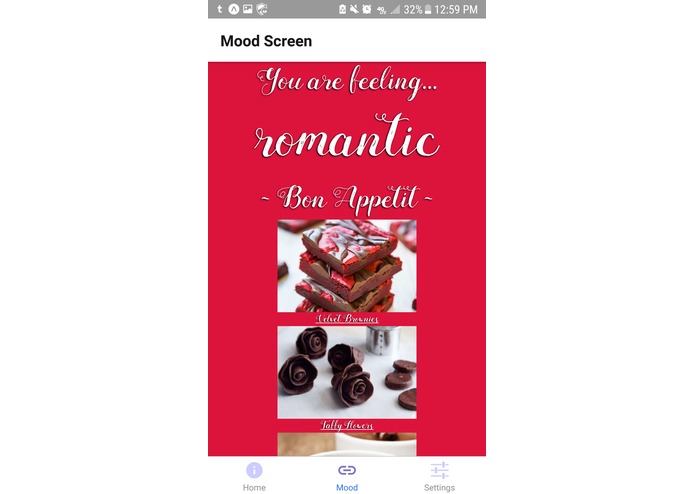 32% 12:59 PM
Mood Screen
You are feeling...
romantic
~ Bon Appetit ~
Velvet Brownies
Taffy Flowers
Home Mood Settings